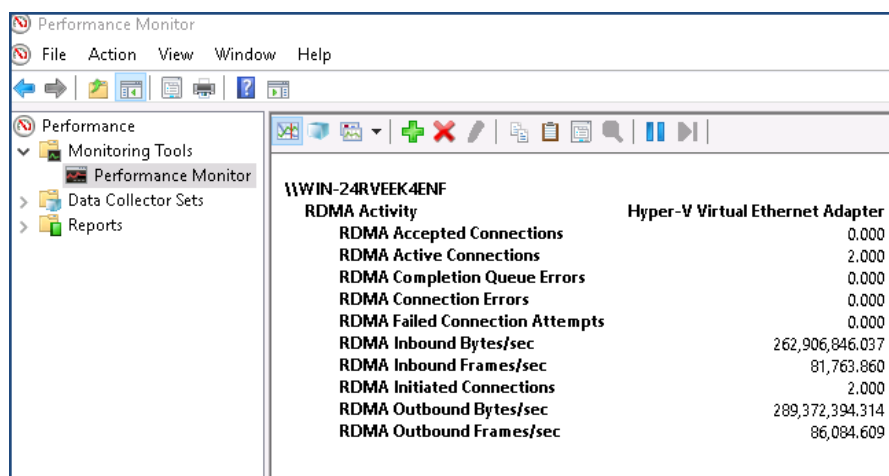 Performance Monitor
File Action View Window Help
Performance
Monitoring Tools
Performance Monitor
Data Collector Sets
Reports
\\WIN-24RVEEK4ENF
RDMA Activity Hyper-V Virtual Ethernet Adapter
RDMA Accepted Connections 0.000
RDMA Active Connections 2.000
RDMA Completion Queue Errors 0.000
RDMA Connection Errors 0.000
RDMA Failed Connection Attempts 0.000
RDMA Inbound Bytes/sec 262,906,846.037
RDMA Inbound Frames/sec 81,763.860
RDMA Initiated Connections 2.000
RDMA Outbound Bytes/sec 289,372,394.314
RDMA Outbound Frames/sec 86,084.609